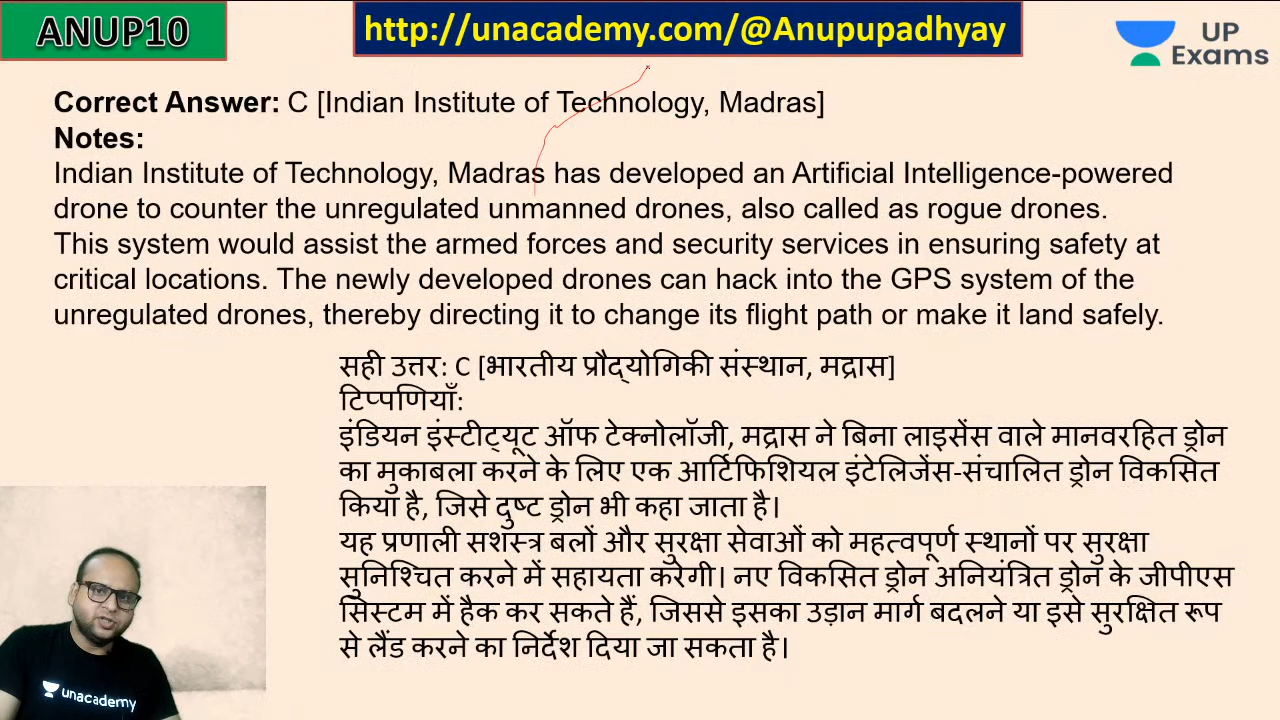 ANUP10
http://unacademy.com/@Anupupadhyay
UP
Exams
Correct Answer: C [Indian Institute of Technology, Madras]
Notes:
Indian Institute of Technology, Madras has developed an Artificial Intelligence-powered
drone to counter the unregulated unmanned drones, also called as rogue drones.
This system would assist the armed forces and security services in ensuring safety at
critical locations. The newly developed drones can hack into the GPS system of the
unregulated drones, thereby directing it to change its flight path or make it land safely.
सही उत्तर: C [भारतीय प्रौद्योगिकी संस्थान, मद्रास]
टिप्पणियाँ:
इंडियन इंस्टीट्यूट ऑफ टेक्नोलॉजी, मद्रास ने बिना लाइसेंस वाले मानवरहित ड्रोन
का मुकाबला करने के लिए एक आर्टिफिशियल इंटेलिजेंस-संचालित ड्रोन विकसित
किया है, जिसे दुष्ट ड्रोन भी कहा जाता है।
यह प्रणाली सशस्त्र बलों और सुरक्षा सेवाओं को महत्वपूर्ण स्थानों पर सुरक्षा
सुनिश्चित करने में सहायता करेगी। नए विकसित ड्रोन अनियंत्रित ड्रोन के जीपीएस
सिस्टम में हैक कर सकते हैं, जिससे इसका उड़ान मार्ग बदलने या इसे सुरक्षित रूप
से लैंड करने का निर्देश दिया जा सकता है।
unacademy